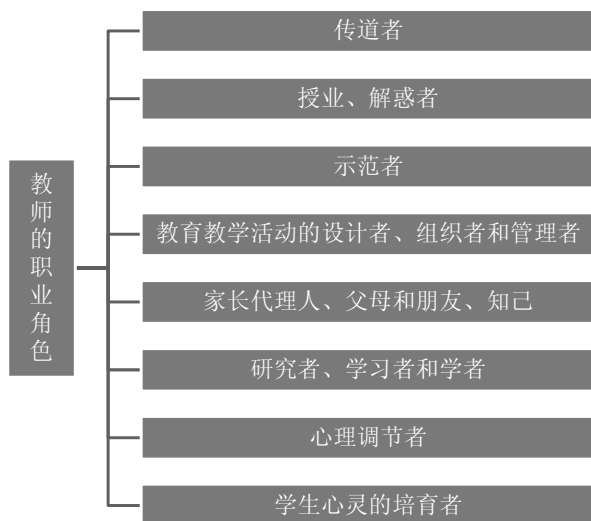 教师的职业角色
传道者
授业、解惑者
示范者
教育教学活动的设计者、组织者和管理者
家长代理人、父母和朋友、知己
研究者、学习者和学者
心理调节者
学生心灵的培育者